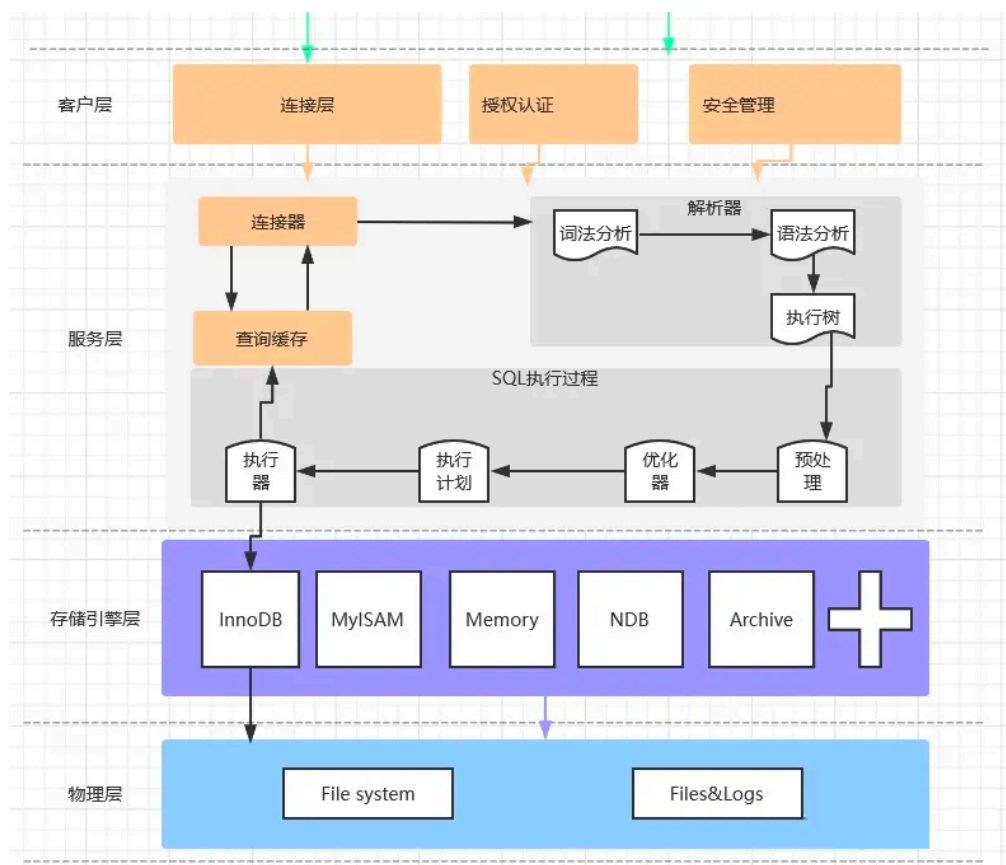 客户层
连接层
授权认证
安全管理
服务层
连接器
解析器
词法分析
语法分析
执行树
查询缓存
SQL执行过程
执行
器
执行
计划
优化
器
预处
理
存储引擎层
InnoDB
MyISAM
Memory
NDB
Archive
物理层
File system
Files&Logs